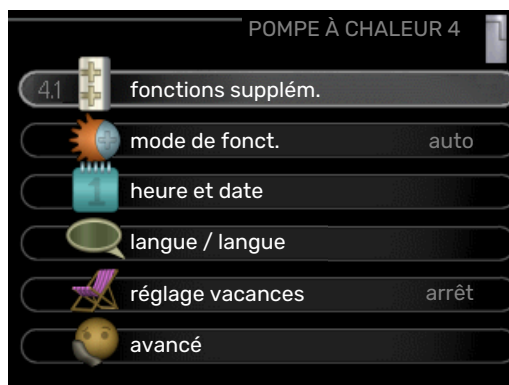 POMPE À CHALEUR 4
4.1 fonctions supplém.
mode de fonct. auto
1
heure et date
langue / langue
réglage vacances arrêt
avancé